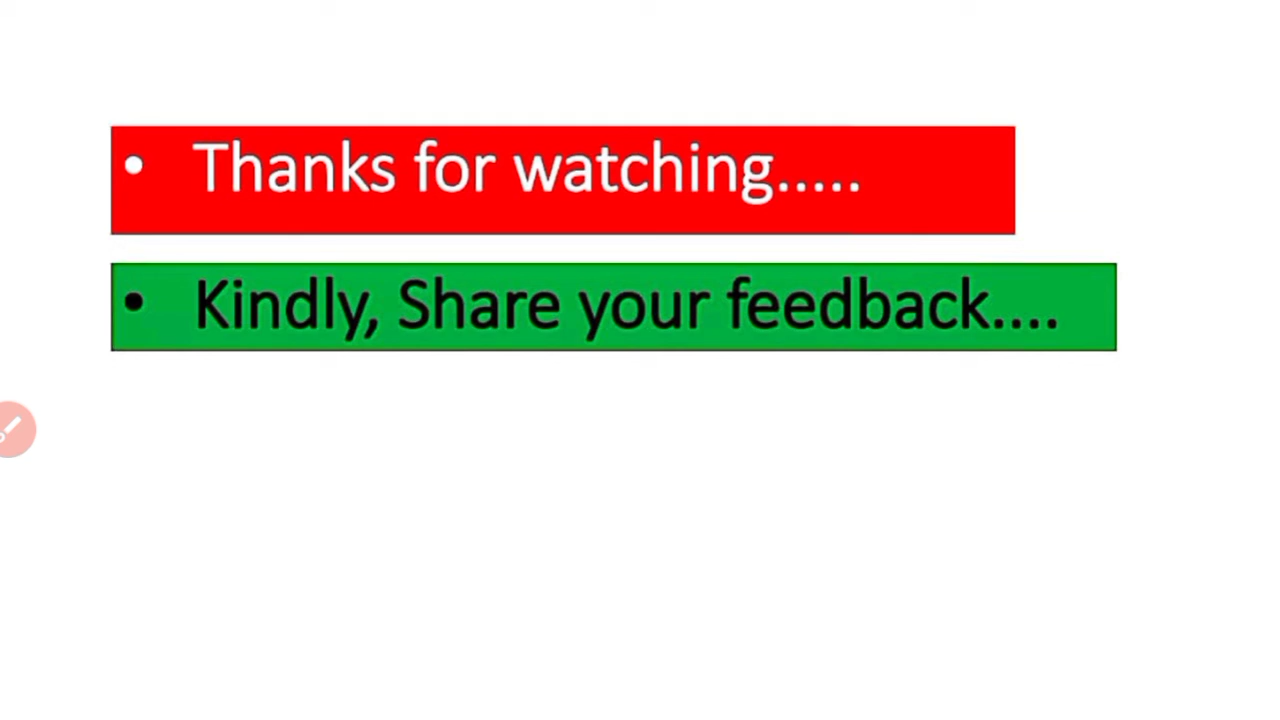 • Thanks for watching.....
• Kindly, Share your feedback....